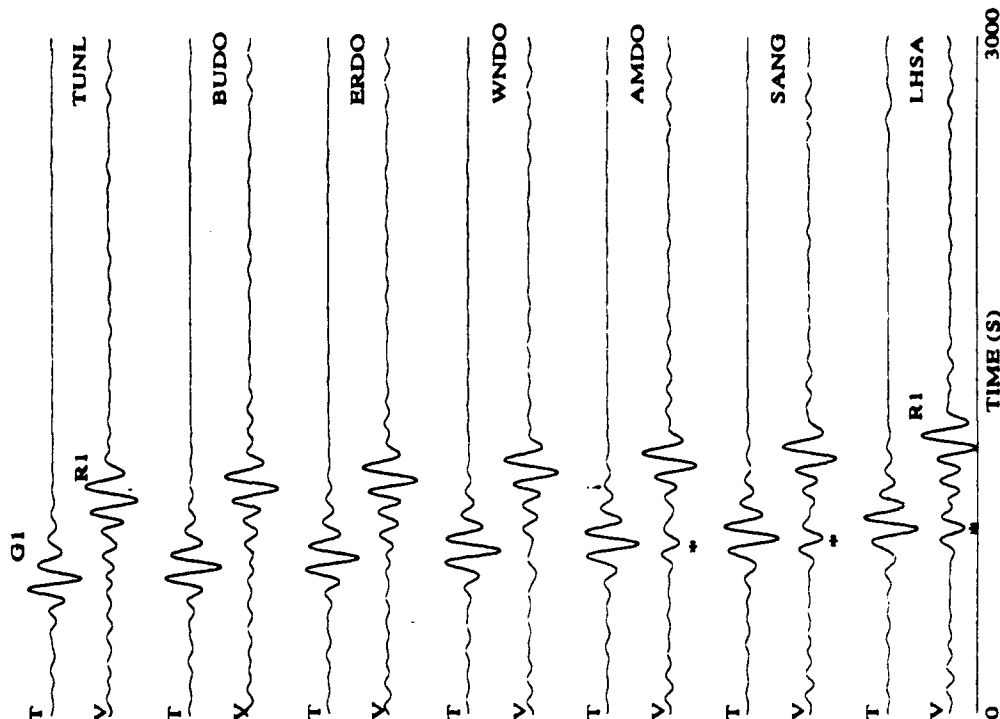 G1
T
TUNL
R1
V
T
BUDO
V
T
ERDO
V
T
WNDO
V
T
AMDO
V
*
T
SANG
V
*
T
LHSA
R1
V
*
0
TIME (S)
3000